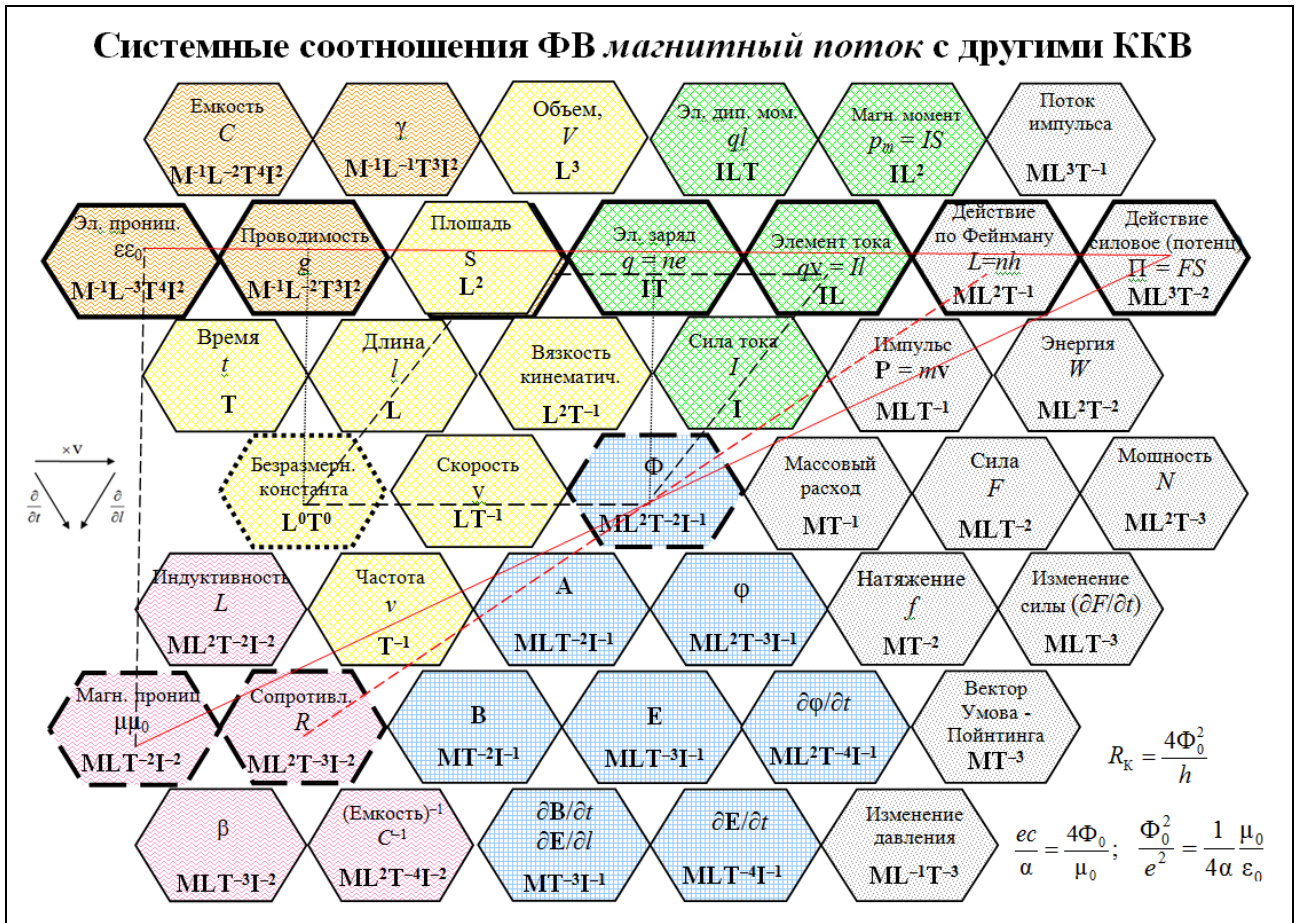 Системные соотношения ФВ магнитный поток с другими ККВ
Емкость
C
M⁻¹L⁻²T⁴I²
γ
M⁻¹L⁻¹T³I²
Объем,
V
L³
Эл. дип. мом.
ql
ILT
Магн. момент
pₘ = IS
IL²
Поток
импульса
ML³T⁻¹
Эл. прониц.
εε₀
M⁻¹L⁻³T⁴I²
Проводимость
g
M⁻¹L⁻²T³I²
Площадь
S
L²
Эл. заряд
q = ne
IT
Элемент тока
qv = Il
IL
Действие
по Фейнману
L=nh
ML²T⁻¹
Действие
силовое (потенц)
П = FS
ML³T⁻²
Время
t
T
Длина
l
L
Вязкость
кинематич.
L²T⁻¹
Сила тока
I
I
Импульс
P = mv
MLT⁻¹
Энергия
W
ML²T⁻²
×v
∂/∂t
∂/∂l
Безразмерн.
константа
L⁰T⁰
Скорость
v
LT⁻¹
Ф
ML²T⁻²I⁻¹
Массовый
расход
MT⁻¹
Сила
F
MLT⁻²
Мощность
N
ML²T⁻³
Индуктивность
L
ML²T⁻²I⁻²
Частота
ν
T⁻¹
A
MLT⁻²I⁻¹
φ
ML²T⁻³I⁻¹
Натяжение
f
MT⁻²
Изменение
силы (∂F/∂t)
MLT⁻³
Магн. прониц
μμ₀
MLT⁻²I⁻²
Сопротивл.
R
ML²T⁻³I⁻²
B
MT⁻²I⁻¹
E
MLT⁻³I⁻¹
∂φ/∂t
ML²T⁻⁴I⁻¹
Вектор
Умова -
Пойнтинга
MT⁻³
R_К = 4Φ₀²/h
β
MLT⁻³I⁻²
(Емкость)⁻¹
C⁻¹
ML²T⁻⁴I⁻²
∂B/∂t
∂E/∂l
MT⁻³I⁻¹
∂E/∂t
MLT⁻⁴I⁻¹
Изменение
давления
ML⁻¹T⁻³
ec/α = 4Φ₀/μ₀; Φ₀²/e² = 1/4α μ₀/ε₀